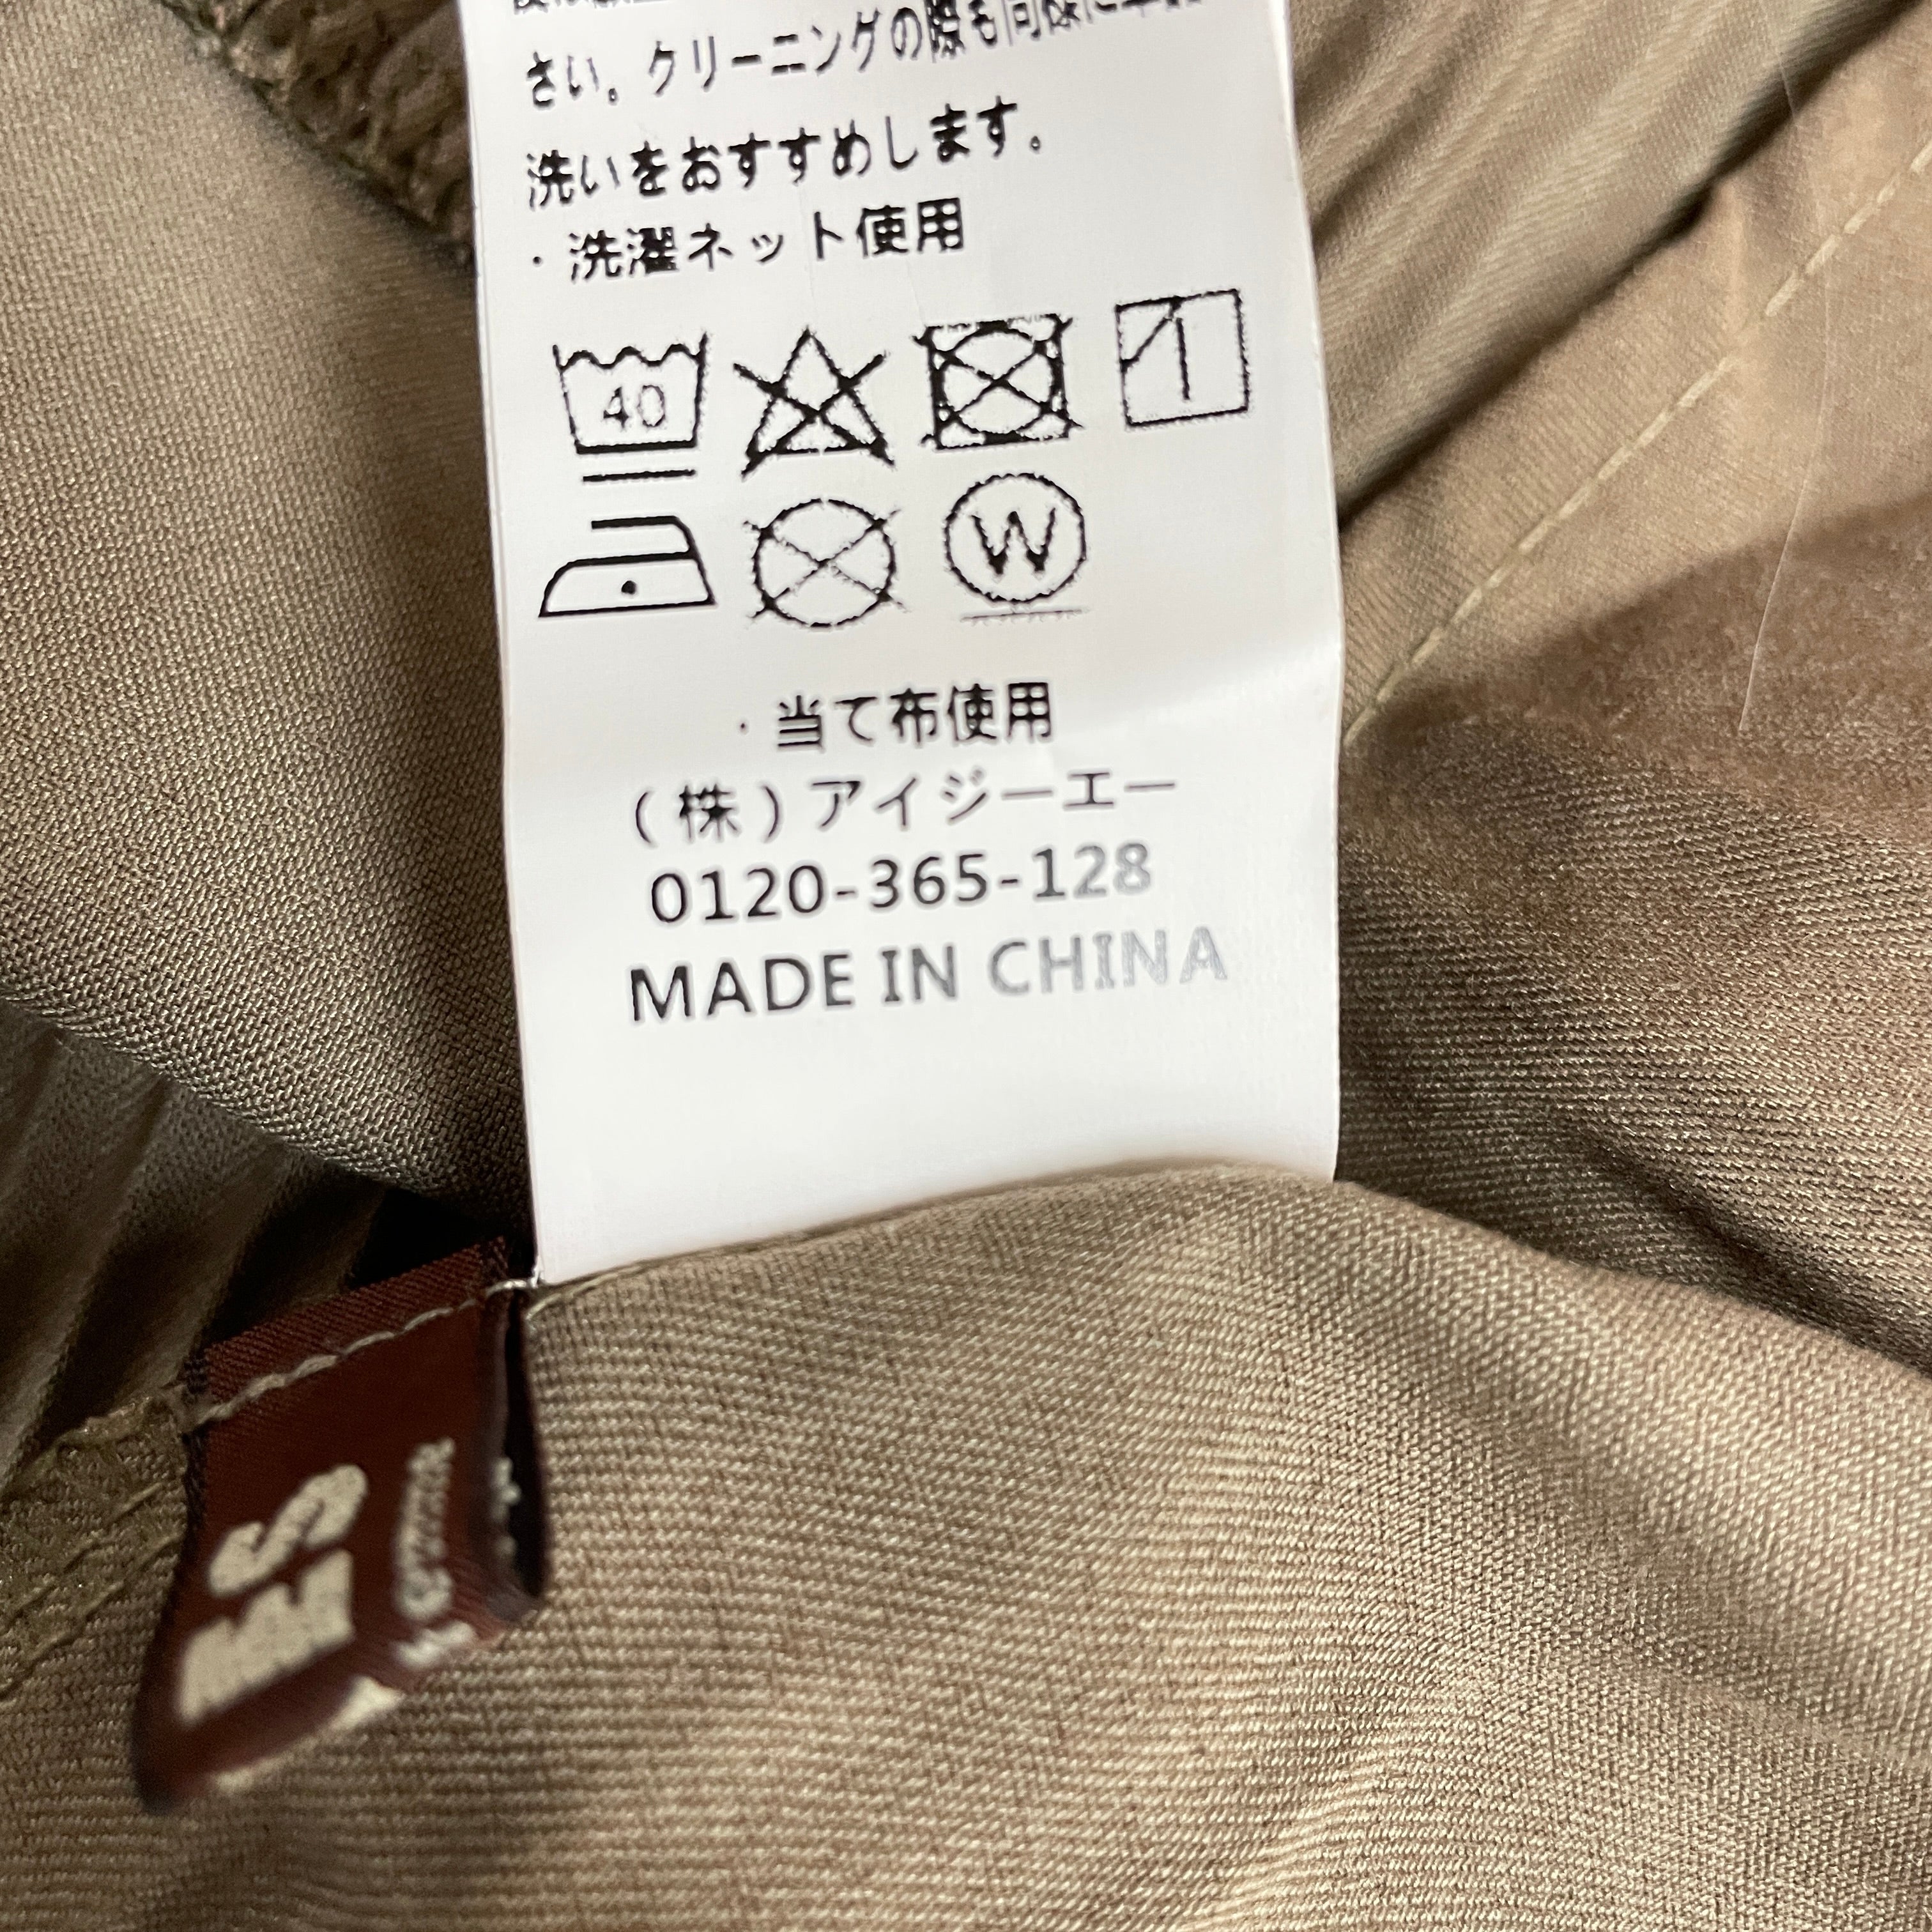 さい。クリーニングの際も同様に
洗いをおすすめします。
・洗濯ネット使用
40
W
・当て布使用
(株)アイジーエー
0120-365-128
MADE IN CHINA
ES